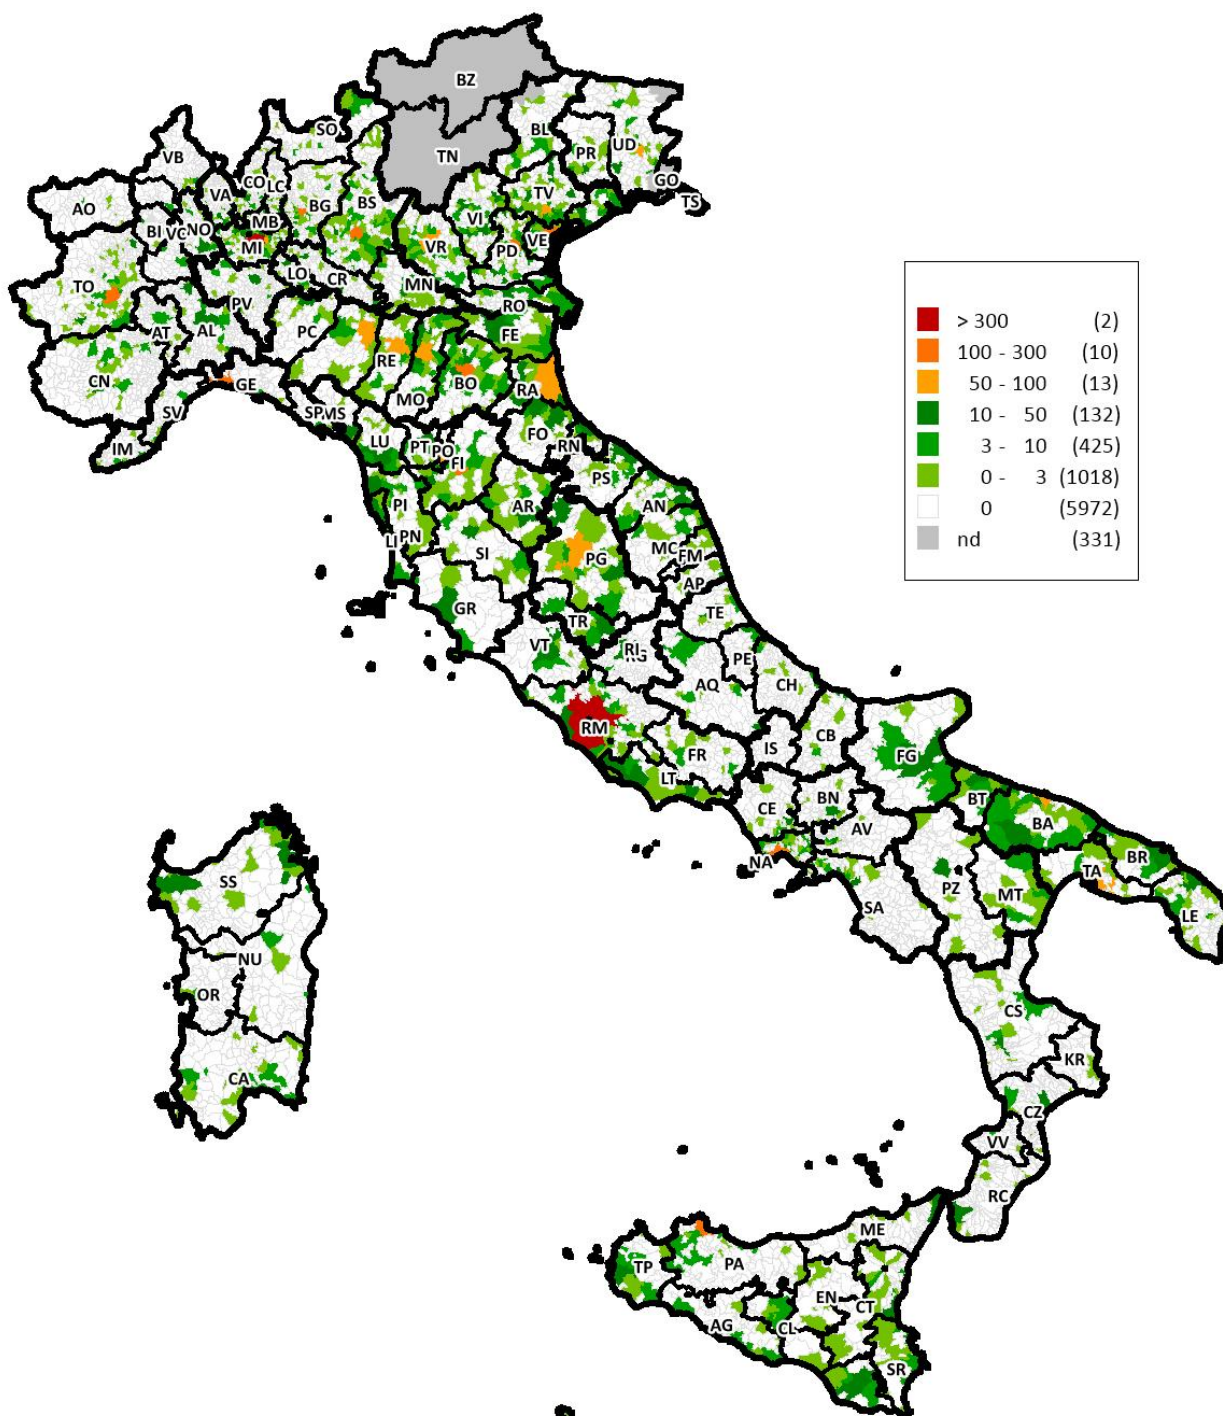 BZ
SO
BL
TN
VB
PR
UD
GO
TS
CO
LC
VA
AO
BG
BS
TV
VI
MB
BI
VC
NO
MI
VR
PD
VE
LO
CR
TO
MN
PV
RO
AT
AL
PC
FE
RE
CN
BO
GE
RA
MO
SV
SP
MS
IM
LU
PT
PO
FI
FO
RN
PS
PI
AR
AN
LI
PN
SI
MC
FM
PG
AP
GR
TR
TE
VT
RI
PE
AQ
CH
RM
CB
IS
FR
FG
LT
CE
BN
BT
BA
AV
NA
BR
TA
PZ
MT
SA
LE
SS
NU
OR
CS
CA
KR
CZ
VV
RC
ME
TP
PA
EN
CT
AG
CL
SR
> 300 (2)
100 - 300 (10)
50 - 100 (13)
10 - 50 (132)
3 - 10 (425)
0 - 3 (1018)
0 (5972)
nd (331)